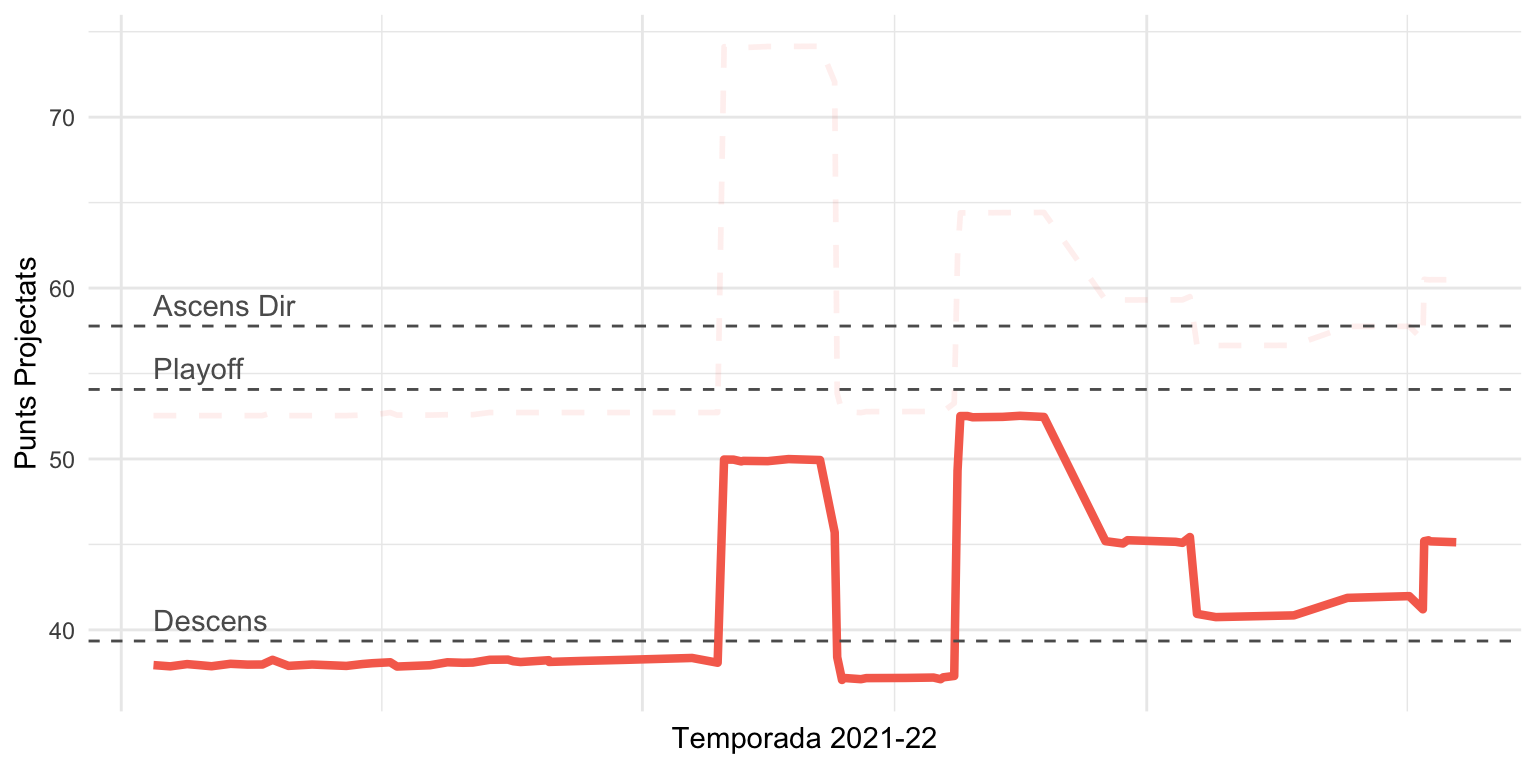 70
60
50
40
Punts Projectats
Ascens Dir
Playoff
Descens
Temporada 2021-22